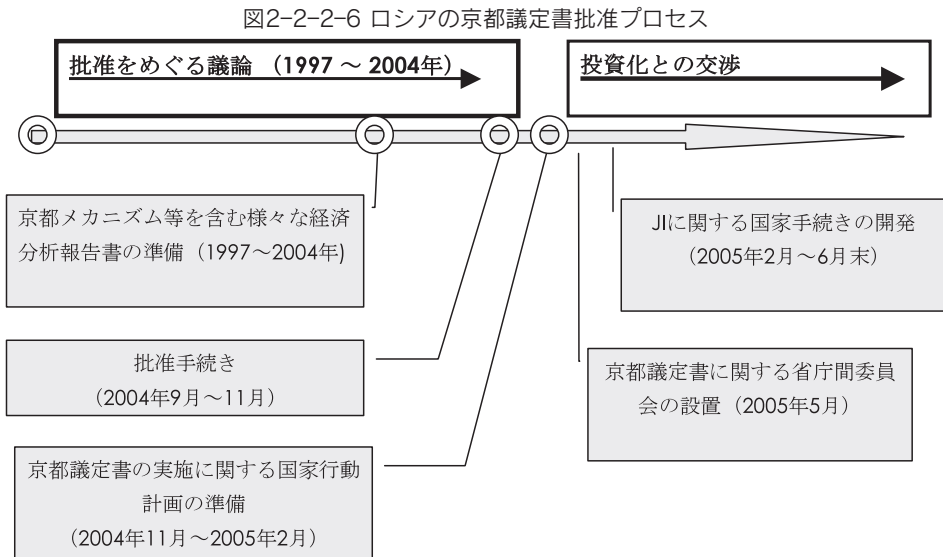 図2-2-2-6 ロシアの京都議定書批准プロセス
批准をめぐる議論 （1997 ～ 2004年）
投資化との交渉
京都メカニズム等を含む様々な経済
分析報告書の準備（1997～2004年)
JIに関する国家手続きの開発
（2005年2月～6月末）
批准手続き
（2004年9月～11月）
京都議定書に関する省庁間委員
会の設置（2005年5月）
京都議定書の実施に関する国家行動
計画の準備
（2004年11月～2005年2月）